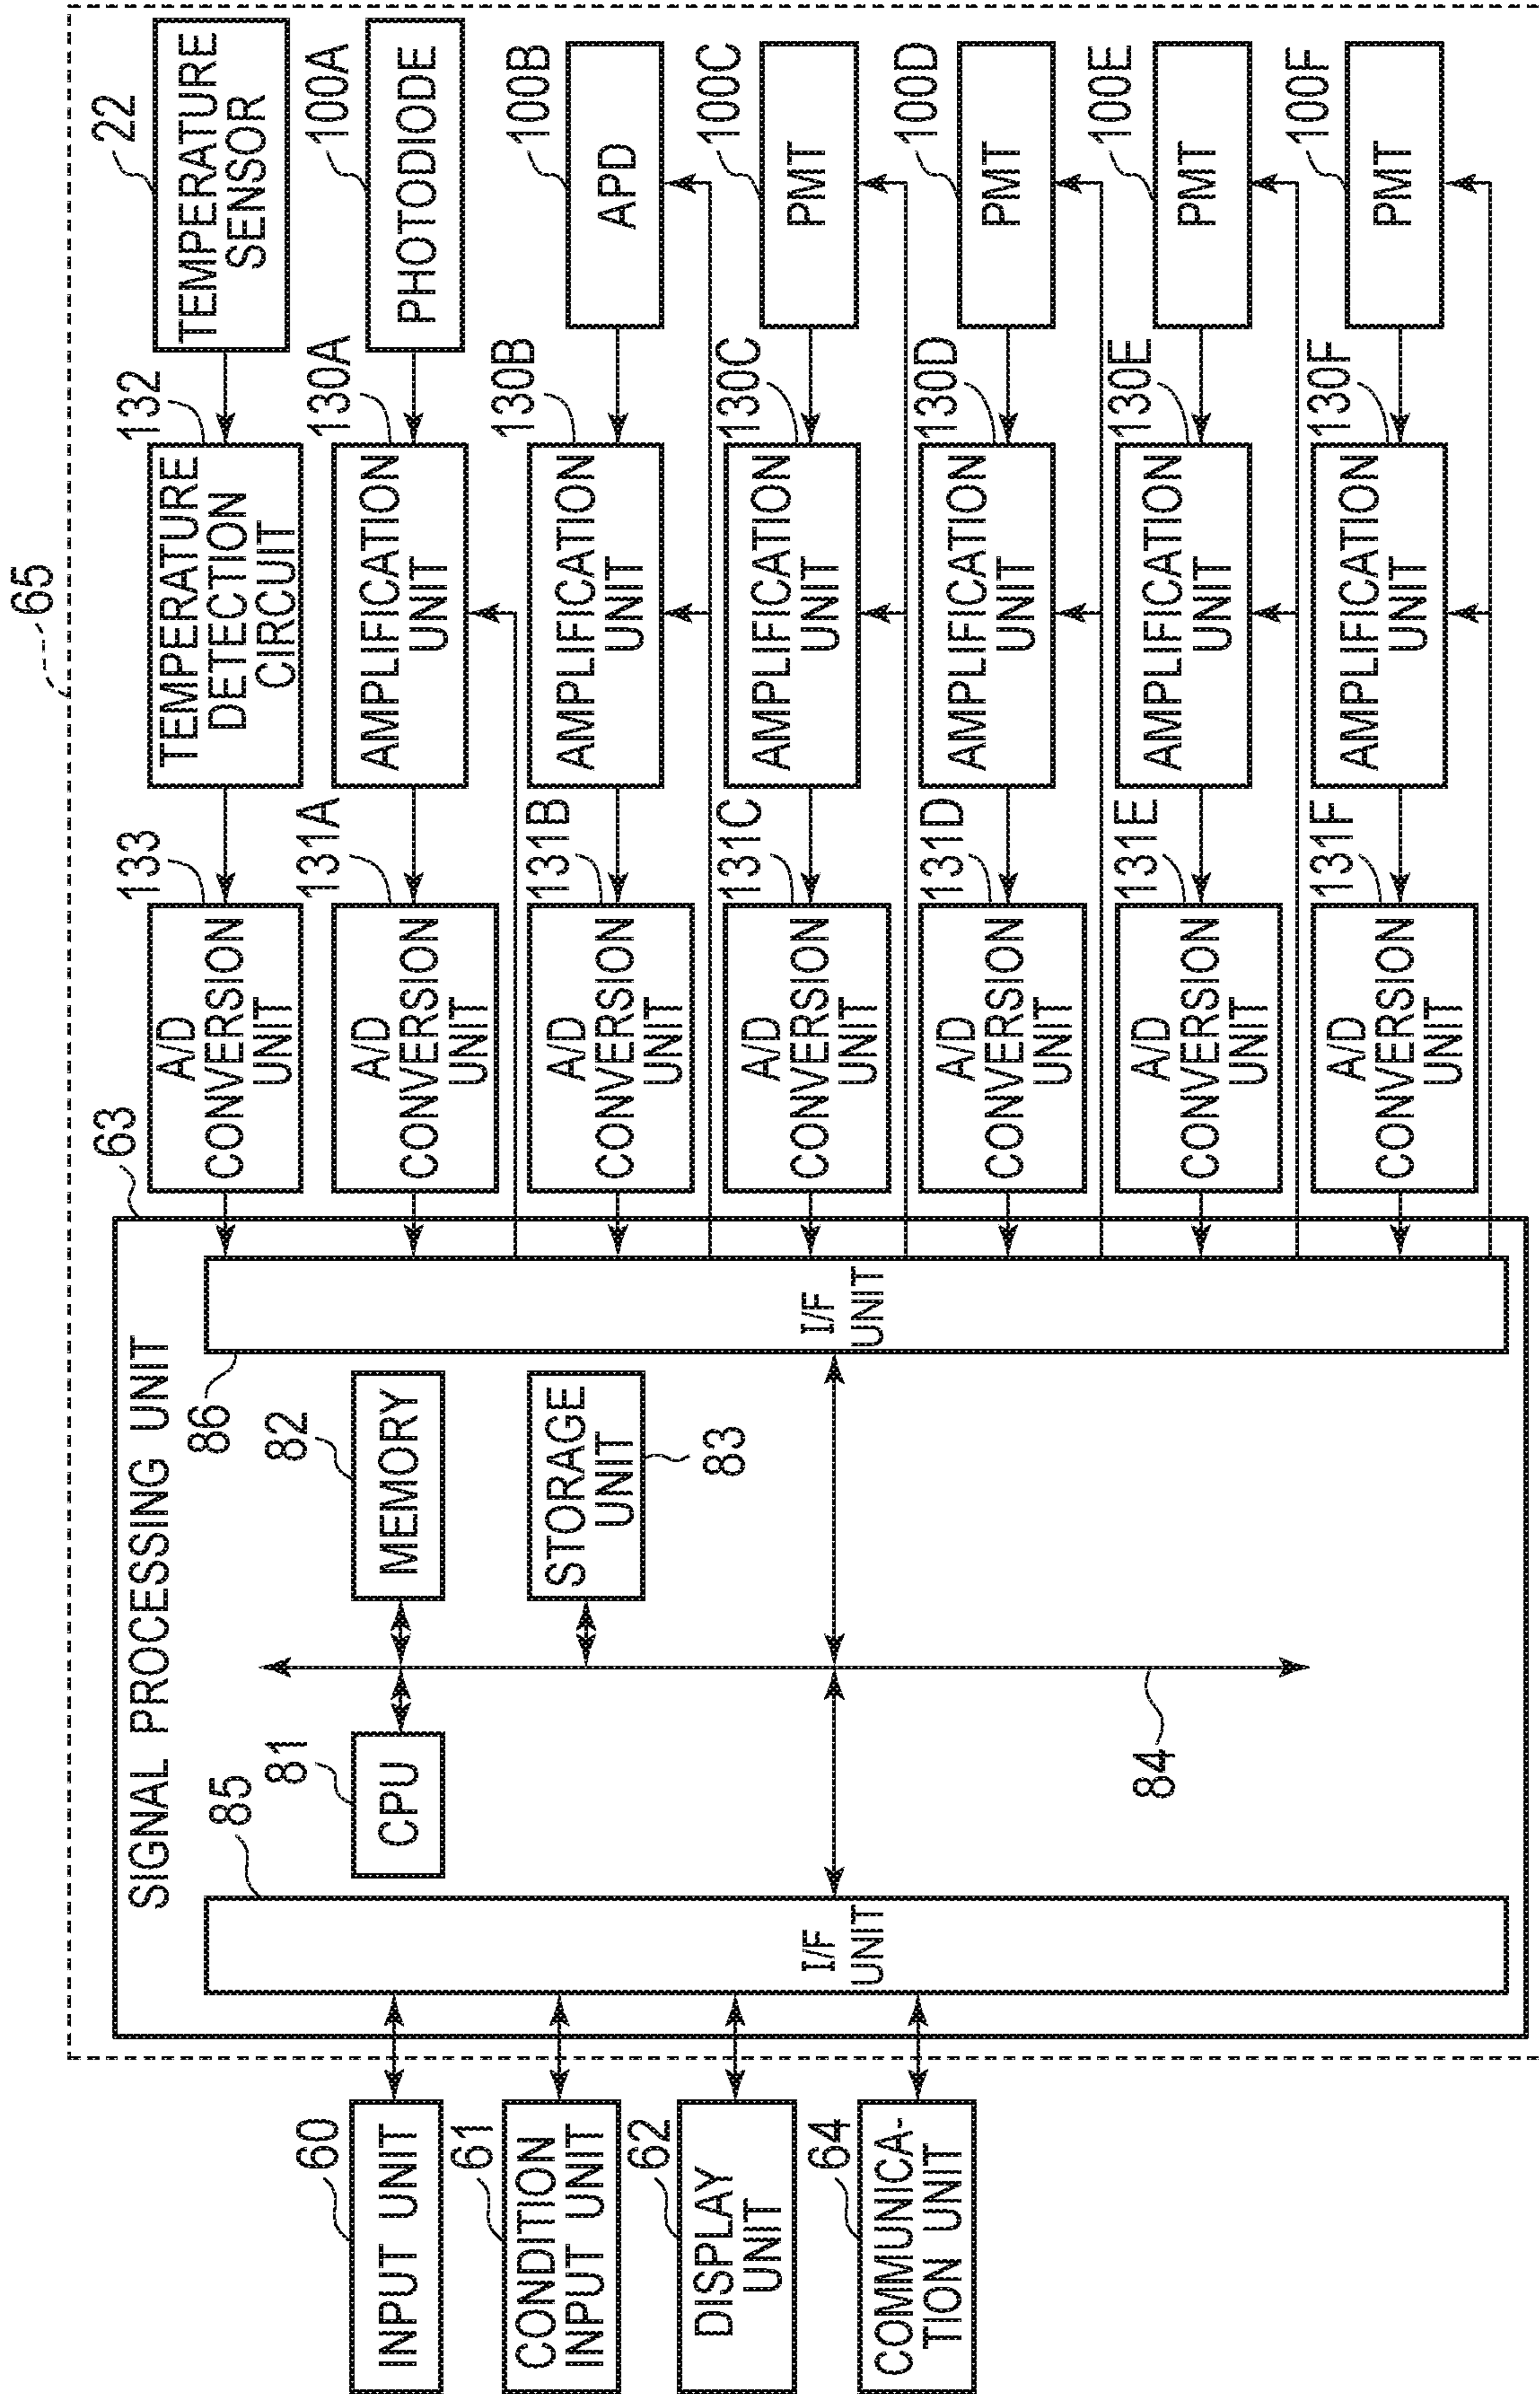 65
60
INPUT UNIT
61
CONDITION
INPUT UNIT
62
DISPLAY
UNIT
64
COMMUNICA-
TION UNIT
63
SIGNAL PROCESSING UNIT
85
I/F
UNIT
81
CPU
82
MEMORY
STORAGE
UNIT
83
84
86
I/F
UNIT
133
A/D
CONVERSION
UNIT
132
TEMPERATURE
DETECTION
CIRCUIT
22
TEMPERATURE
SENSOR
131A
A/D
CONVERSION
UNIT
130A
AMPLIFICATION
UNIT
100A
PHOTODIODE
131B
A/D
CONVERSION
UNIT
130B
AMPLIFICATION
UNIT
100B
APD
131C
A/D
CONVERSION
UNIT
130C
AMPLIFICATION
UNIT
100C
PMT
131D
A/D
CONVERSION
UNIT
130D
AMPLIFICATION
UNIT
100D
PMT
131E
A/D
CONVERSION
UNIT
130E
AMPLIFICATION
UNIT
100E
PMT
131F
A/D
CONVERSION
UNIT
130F
AMPLIFICATION
UNIT
100F
PMT